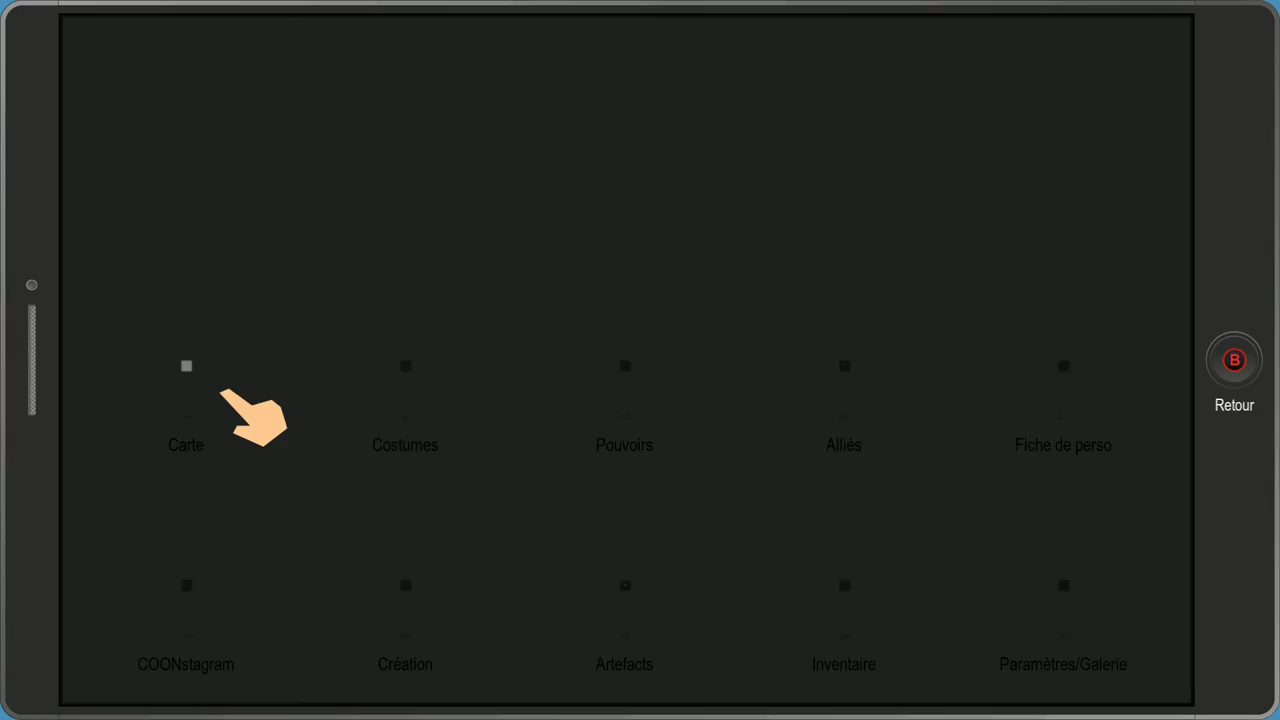 B
Retour
Carte
Costumes
Pouvoirs
Alliés
Fiche de perso
COONstagram
Création
Artefacts
Inventaire
Paramètres/Galerie